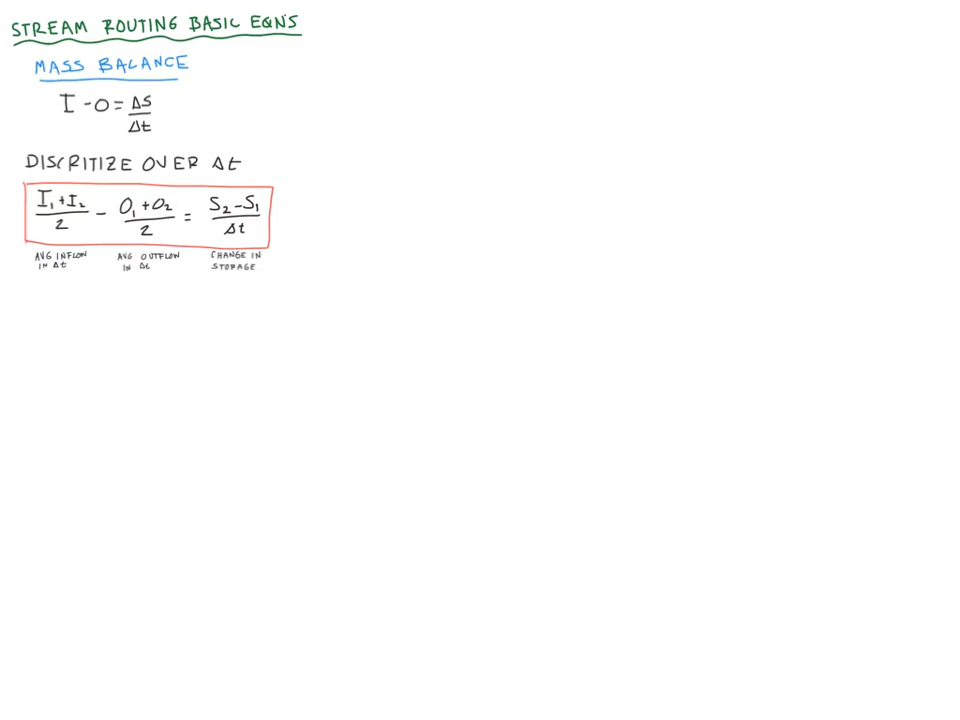 STREAM ROUTING BASIC EQN'S
MASS BALANCE
I - O = ΔS/Δt
DISCRITIZE OVER Δt
(I₁ + I₂)/2 - (O₁ + O₂)/2 = (S₂ - S₁)/Δt
AVG INFLOW IN Δt
AVG OUTFLOW IN Δt
CHANGE IN STORAGE